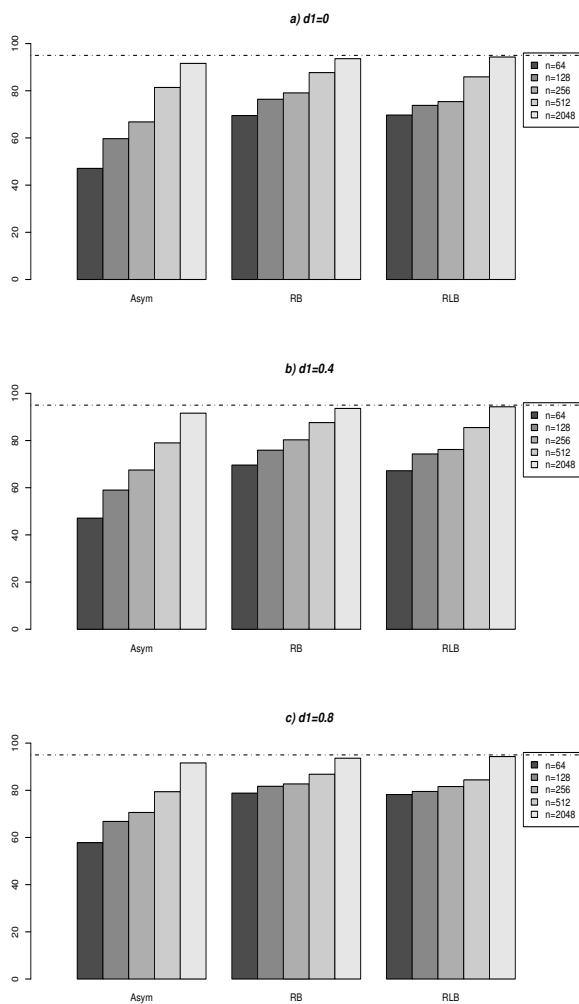 a) d1=0
100
80
60
40
20
0
n=64
n=128
n=256
n=512
n=2048
Asym
RB
RLB
b) d1=0.4
100
80
60
40
20
0
n=64
n=128
n=256
n=512
n=2048
Asym
RB
RLB
c) d1=0.8
100
80
60
40
20
0
n=64
n=128
n=256
n=512
n=2048
Asym
RB
RLB